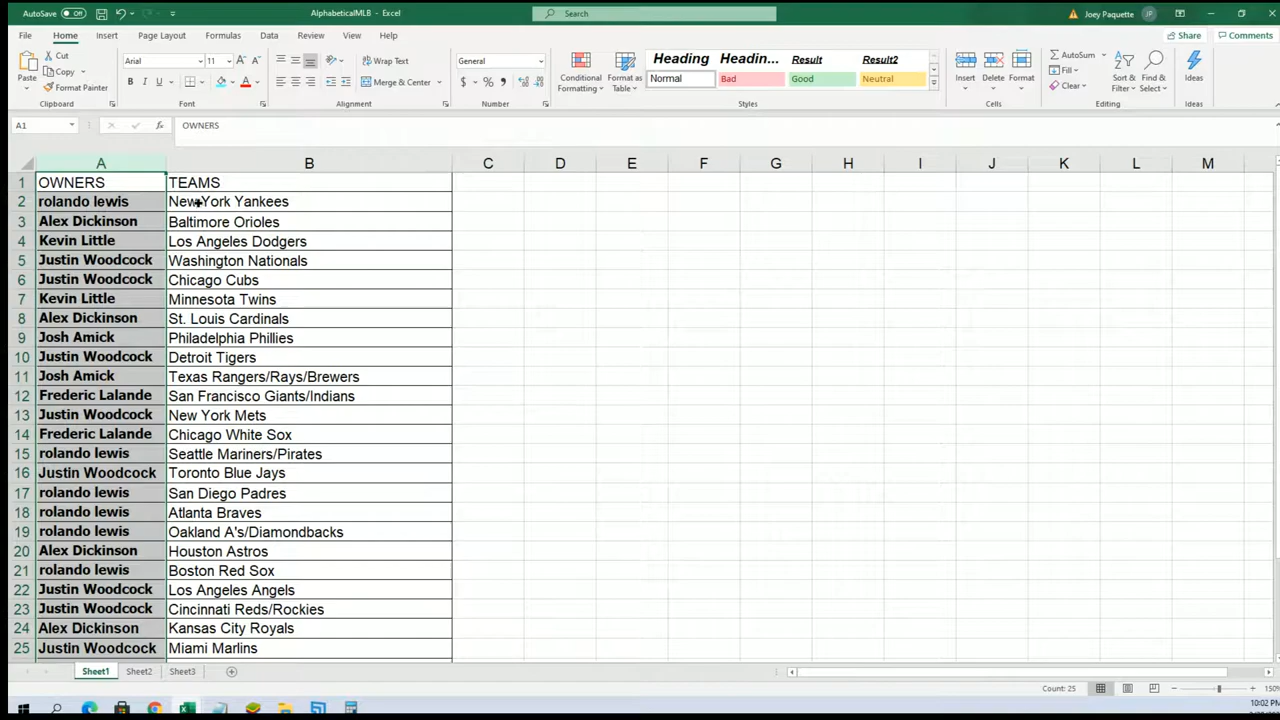 AutoSave Off AlphabeticalMLB - Excel Search Joey Paquette JP
File Home Insert Page Layout Formulas Data Review View Help Share Comments
Paste Cut Copy Format Painter Clipboard
Arial 11 A A B I U A Font
Wrap Text Merge & Center Alignment
General $ % , Number
Conditional Formatting Format as Table
Heading Headin... Result Result2
Normal Bad Good Neutral
Styles
Insert Delete Format Cells
AutoSum Fill Clear Sort & Filter Find & Select Editing
Ideas Ideas
A1 fx OWNERS
A B C D E F G H I J K L M
1 OWNERS TEAMS
2 rolando lewis New York Yankees
3 Alex Dickinson Baltimore Orioles
4 Kevin Little Los Angeles Dodgers
5 Justin Woodcock Washington Nationals
6 Justin Woodcock Chicago Cubs
7 Kevin Little Minnesota Twins
8 Alex Dickinson St. Louis Cardinals
9 Josh Amick Philadelphia Phillies
10 Justin Woodcock Detroit Tigers
11 Josh Amick Texas Rangers/Rays/Brewers
12 Frederic Lalande San Francisco Giants/Indians
13 Justin Woodcock New York Mets
14 Frederic Lalande Chicago White Sox
15 rolando lewis Seattle Mariners/Pirates
16 Justin Woodcock Toronto Blue Jays
17 rolando lewis San Diego Padres
18 rolando lewis Atlanta Braves
19 rolando lewis Oakland A's/Diamondbacks
20 Alex Dickinson Houston Astros
21 rolando lewis Boston Red Sox
22 Justin Woodcock Los Angeles Angels
23 Justin Woodcock Cincinnati Reds/Rockies
24 Alex Dickinson Kansas City Royals
25 Justin Woodcock Miami Marlins
Sheet1 Sheet2 Sheet3
Count: 25 150%
10:02 PM